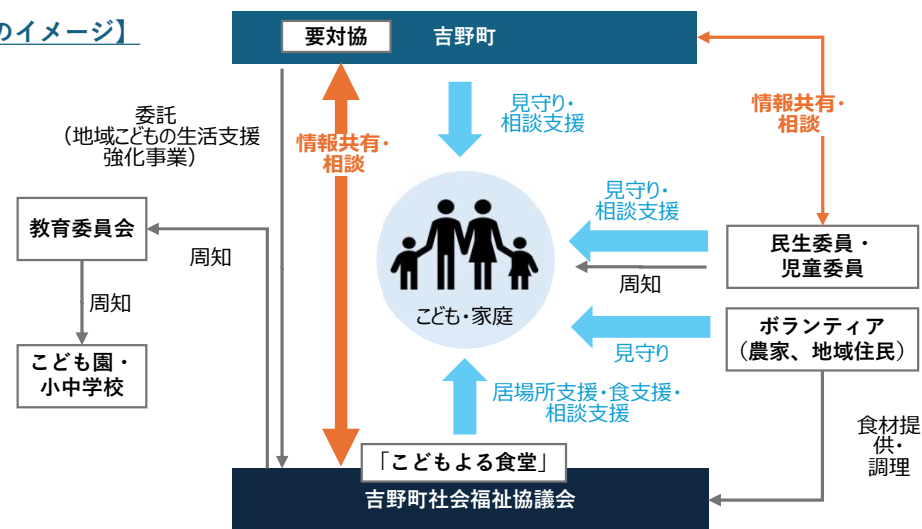 のイメージ】
要対協
吉野町
委託
（地域こどもの生活支援
強化事業）
情報共有・
相談
見守り・
相談支援
情報共有・
相談
教育委員会
周知
周知
こども園・
小中学校
こども・家庭
見守り・
相談支援
周知
民生委員・
児童委員
見守り
ボランティア
（農家、地域住民）
居場所支援・食支援・
相談支援
食材提
供・
調理
「こどもよる食堂」
吉野町社会福祉協議会